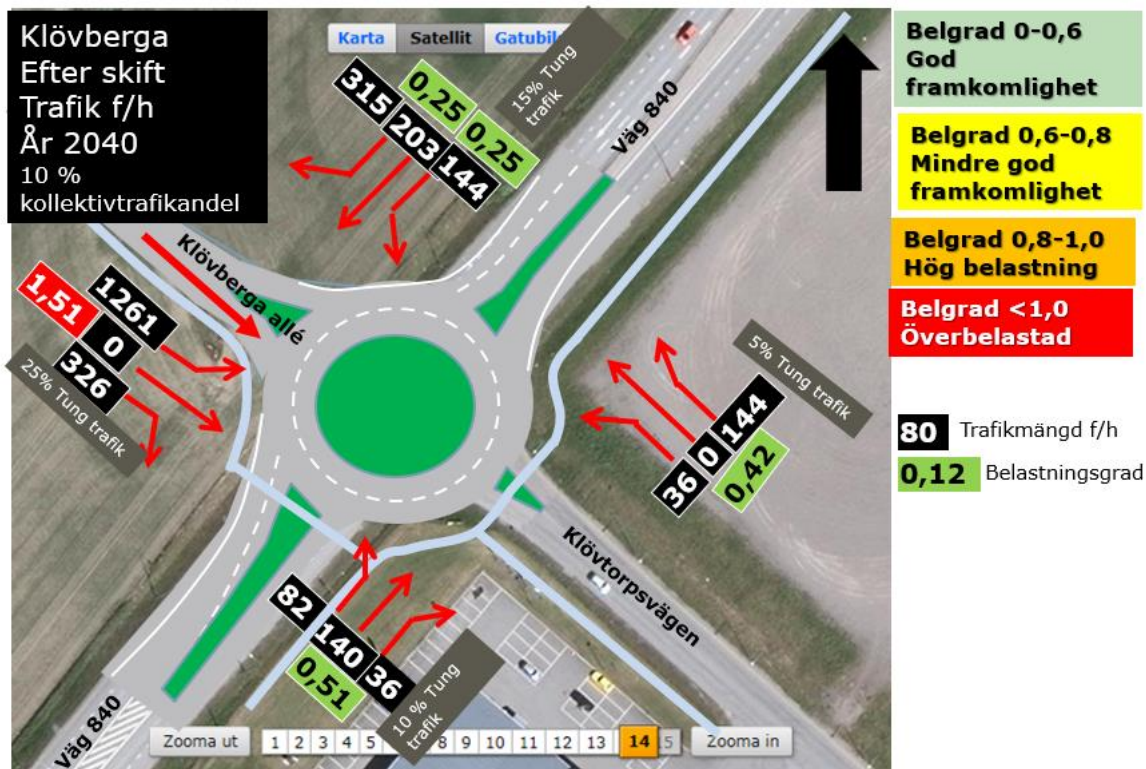 Klövberga
Efter skift
Trafik f/h
År 2040
10 %
kollektivtrafikandel
Karta Satellit Gatubil
15% Tung
trafik
0,25 0,25
315 203 144
Väg 840
Klövberga allé
1261
1,51 0
326
25% Tung trafik
5% Tung trafik
36 0 144
0,42
Klövtorpsvägen
82 140 36
0,51
10 % Tung
trafik
Väg 840
Zooma ut 1 2 3 4 5 8 9 10 11 12 13 14 15 Zooma in
Belgrad 0-0,6
God
framkomlighet
Belgrad 0,6-0,8
Mindre god
framkomlighet
Belgrad 0,8-1,0
Hög belastning
Belgrad <1,0
Överbelastad
80 Trafikmängd f/h
0,12 Belastningsgrad